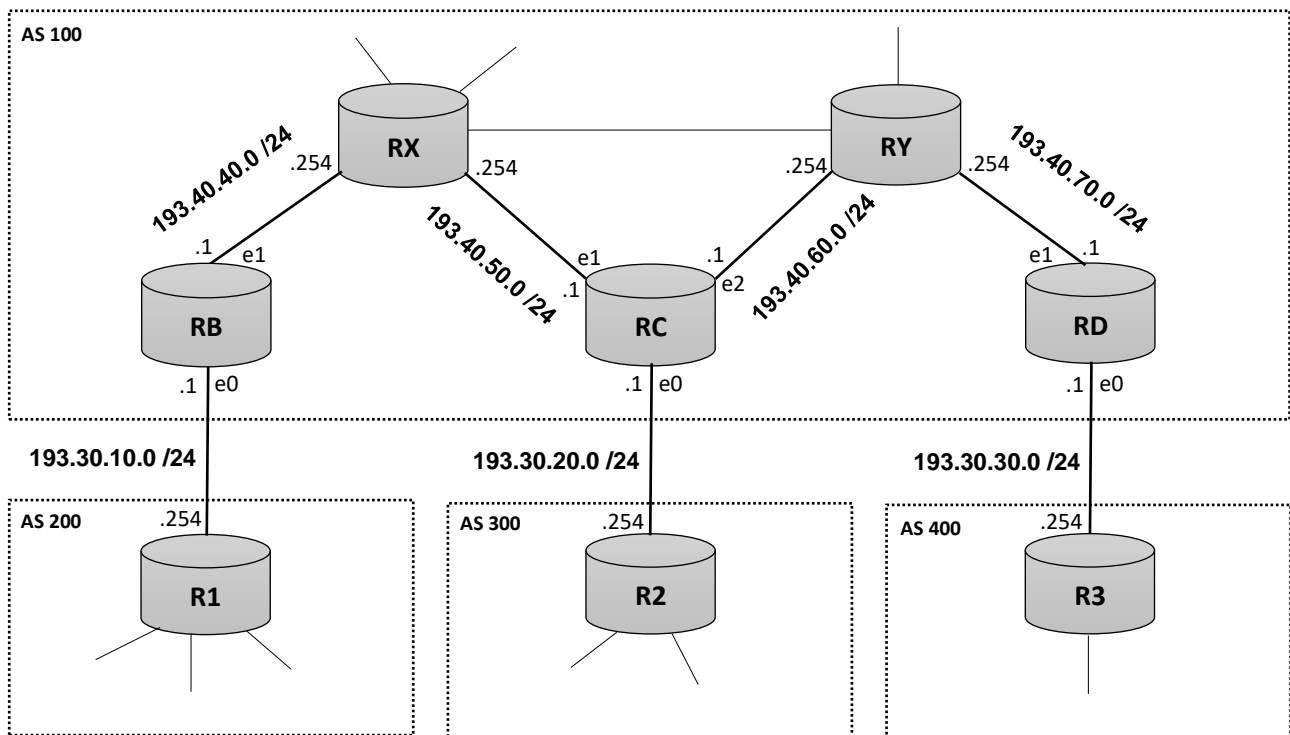 AS 100
RX
RY
.254
.254
.254
.254
193.40.40.0 /24
193.40.50.0 /24
193.40.60.0 /24
193.40.70.0 /24
.1
e1
e1
.1
.1
e2
e1
.1
RB
RC
RD
.1
e0
.1
e0
.1
e0
193.30.10.0 /24
193.30.20.0 /24
193.30.30.0 /24
AS 200
.254
AS 300
.254
AS 400
.254
R1
R2
R3